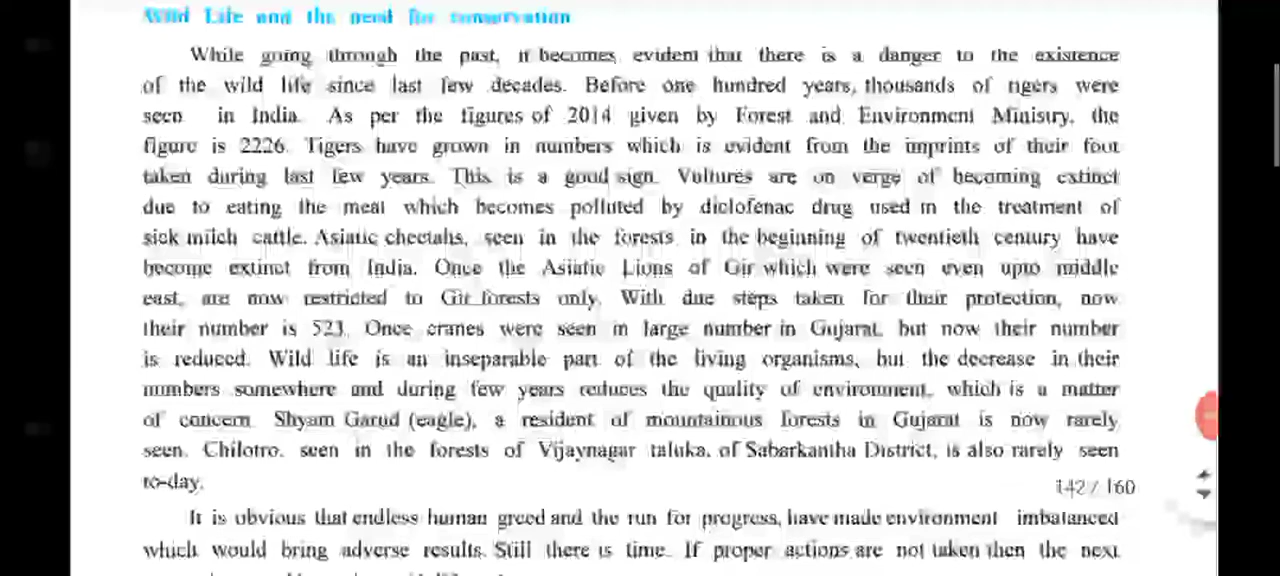 Wild Life and the need for conservation
While going through the past, it becomes evident that there is a danger to the existence
of the wild life since last few decades. Before one hundred years, thousands of tigers were
seen in India. As per the figures of 2014 given by Forest and Environment Ministry, the
figure is 2226. Tigers have grown in numbers which is evident from the imprints of their foot
taken during last few years. This is a good sign. Vultures are on verge of becoming extinct
due to eating the meat which becomes polluted by diclofenac drug used in the treatment of
sick milch cattle. Asiatic cheetahs, seen in the forests in the beginning of twentieth century have
become extinct from India. Once the Asiatic Lions of Gir which were seen even upto middle
east, are now restricted to Gir forests only. With due steps taken for their protection, now
their number is 523. Once cranes were seen in large number in Gujarat, but now their number
is reduced. Wild life is an inseparable part of the living organisms, but the decrease in their
numbers somewhere and during few years reduces the quality of environment, which is a matter
of concern. Shyam Garud (eagle), a resident of mountainous forests in Gujarat is now rarely
seen. Chilotro, seen in the forests of Vijaynagar taluka, of Sabarkantha District, is also rarely seen
to-day.
142 / 160
It is obvious that endless human greed and the run for progress, have made environment imbalanced
which would bring adverse results. Still there is time. If proper actions are not taken then the next